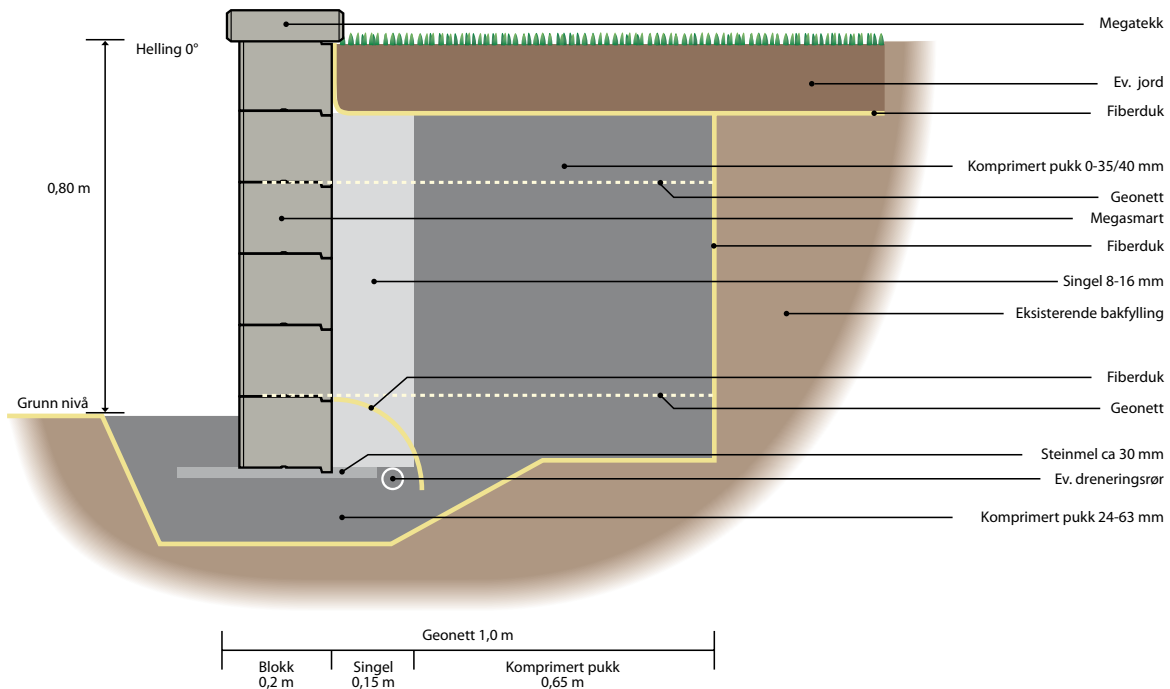 Megatekk
Helling 0°
Ev. jord
Fiberduk
Komprimert pukk 0-35/40 mm
0,80 m
Geonett
Megasmart
Fiberduk
Singel 8-16 mm
Eksisterende bakfylling
Fiberduk
Grunn nivå
Geonett
Steinmel ca 30 mm
Ev. dreneringsrør
Komprimert pukk 24-63 mm
Geonett 1,0 m
Blokk
0,2 m
Singel
0,15 m
Komprimert pukk
0,65 m